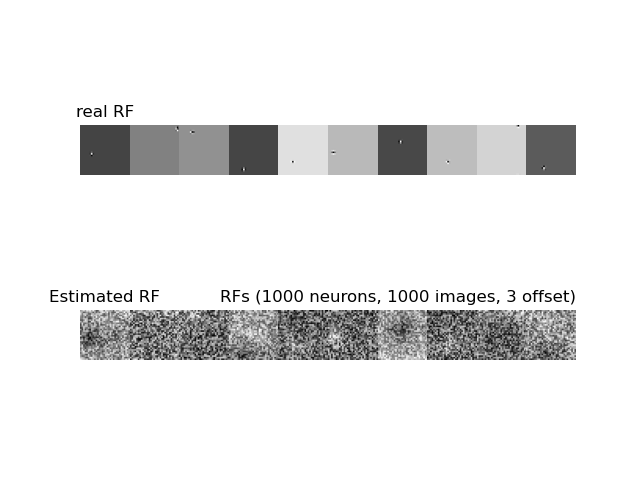 real RF
Estimated RF
RFs (1000 neurons, 1000 images, 3 offset)